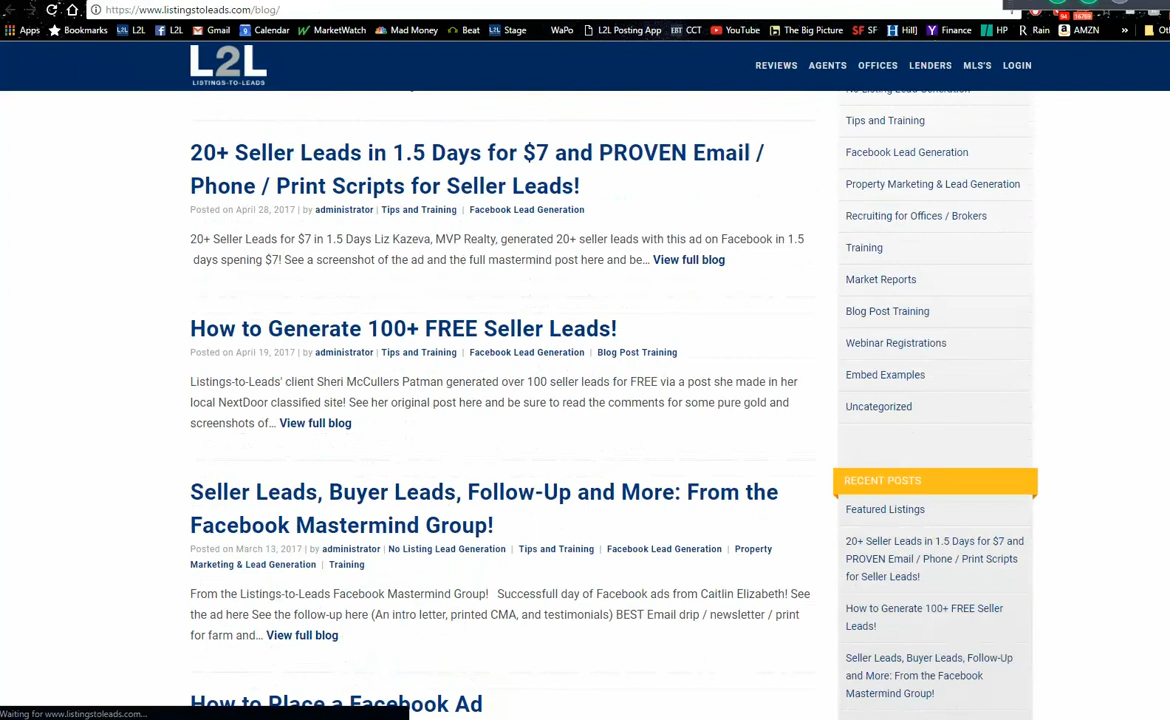 https://www.listingstoleads.com/blog/
Apps Bookmarks L2L L2L Gmail Calendar MarketWatch Mad Money Beat Stage WaPo L2L Posting App EBT CCT YouTube The Big Picture SF SF Hill] Finance HP R Rain AMZN »
L2L
LISTINGS-TO-LEADS
REVIEWS AGENTS OFFICES LENDERS MLS'S LOGIN
20+ Seller Leads in 1.5 Days for $7 and PROVEN Email /
Phone / Print Scripts for Seller Leads!
Posted on April 28, 2017 | by administrator | Tips and Training | Facebook Lead Generation
20+ Seller Leads for $7 in 1.5 Days Liz Kazeva, MVP Realty, generated 20+ seller leads with this ad on Facebook in 1.5
days spening $7! See a screenshot of the ad and the full mastermind post here and be... View full blog
How to Generate 100+ FREE Seller Leads!
Posted on April 19, 2017 | by administrator | Tips and Training | Facebook Lead Generation | Blog Post Training
Listings-to-Leads' client Sheri McCullers Patman generated over 100 seller leads for FREE via a post she made in her
local NextDoor classified site! See her original post here and be sure to read the comments for some pure gold and
screenshots of... View full blog
Seller Leads, Buyer Leads, Follow-Up and More: From the
Facebook Mastermind Group!
Posted on March 13, 2017 | by administrator | No Listing Lead Generation | Tips and Training | Facebook Lead Generation | Property
Marketing & Lead Generation | Training
From the Listings-to-Leads Facebook Mastermind Group! Successfull day of Facebook ads from Caitlin Elizabeth! See
the ad here See the follow-up here (An intro letter, printed CMA, and testimonials) BEST Email drip / newsletter / print
for farm and... View full blog
How to Place a Facebook Ad
No Listing Lead Generation
Tips and Training
Facebook Lead Generation
Property Marketing & Lead Generation
Recruiting for Offices / Brokers
Training
Market Reports
Blog Post Training
Webinar Registrations
Embed Examples
Uncategorized
RECENT POSTS
Featured Listings
20+ Seller Leads in 1.5 Days for $7 and
PROVEN Email / Phone / Print Scripts
for Seller Leads!
How to Generate 100+ FREE Seller
Leads!
Seller Leads, Buyer Leads, Follow-Up
and More: From the Facebook
Mastermind Group!
Waiting for www.listingstoleads.com...